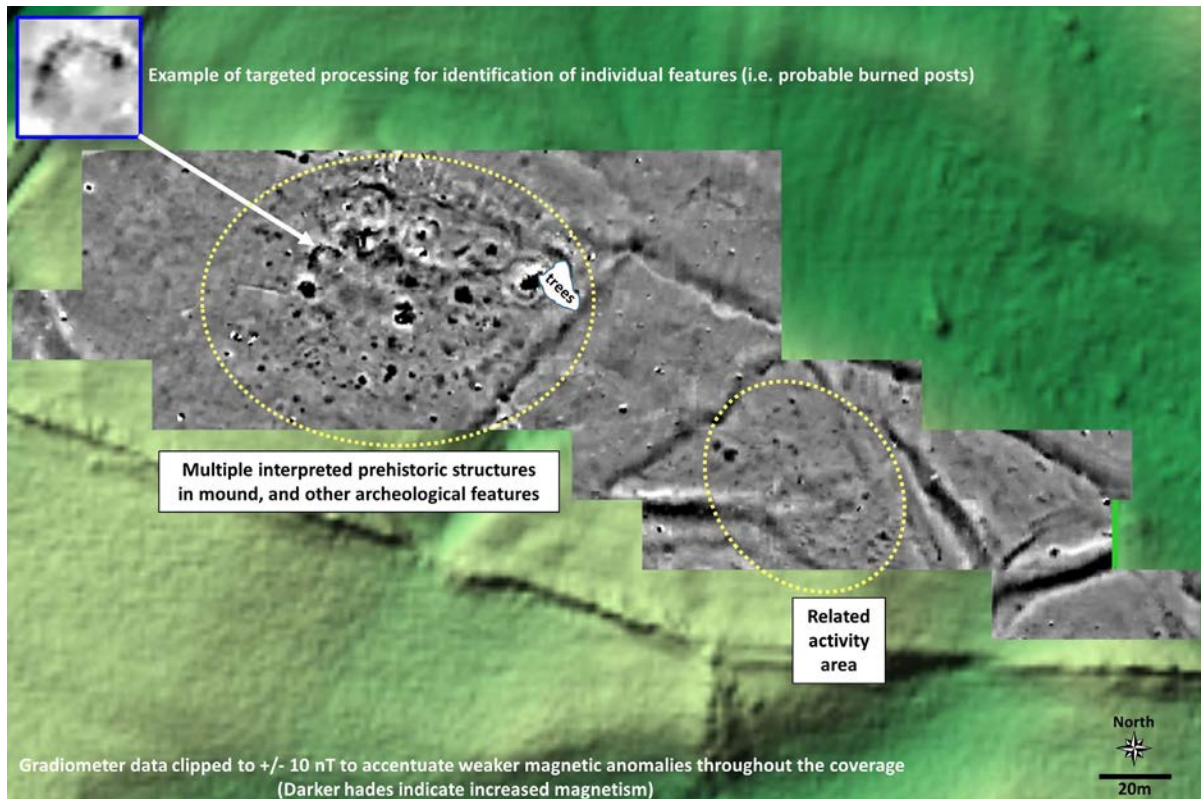 Example of targeted processing for identification of individual features (i.e. probable burned posts)
trees
Multiple interpreted prehistoric structures
in mound, and other archeological features
Related
activity
area
North
Gradiometer data clipped to +/- 10 nT to accentuate weaker magnetic anomalies throughout the coverage
(Darker hades indicate increased magnetism)
20m